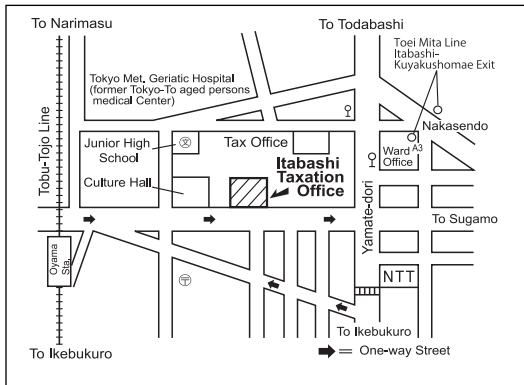 To Narimasu
To Todabashi
Toei Mita Line
Itabashi-
Kuyakushomae Exit
Tokyo Met. Geriatic Hospital
(former Tokyo-To aged persons
medical Center)
Nakasendo
Tobu-Tojo Line
Junior High
School
文
Tax Office
Ward
Office
A3
Itabashi
Taxation
Office
Culture Hall
Yamate-dori
To Sugamo
Oyama
Sta.
〒
NTT
To Ikebukuro
To Ikebukuro
One-way Street